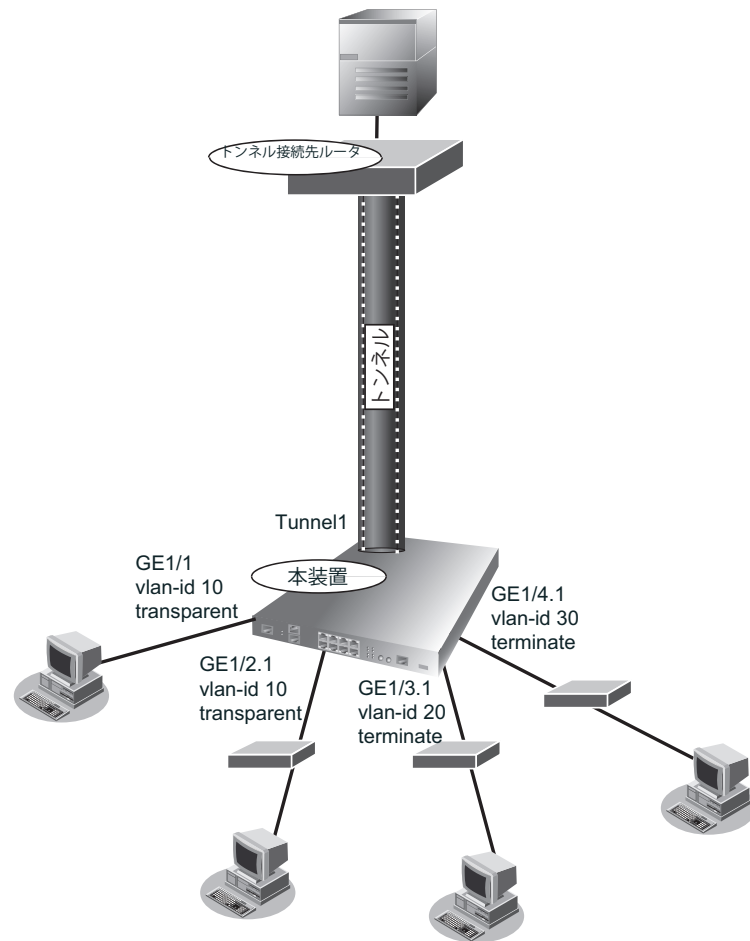 トンネル接続先ルータ
トンネル
Tunnel1
本装置
GE1/1
vlan-id 10
transparent
GE1/2.1
vlan-id 10
transparent
GE1/3.1
vlan-id 20
terminate
GE1/4.1
vlan-id 30
terminate